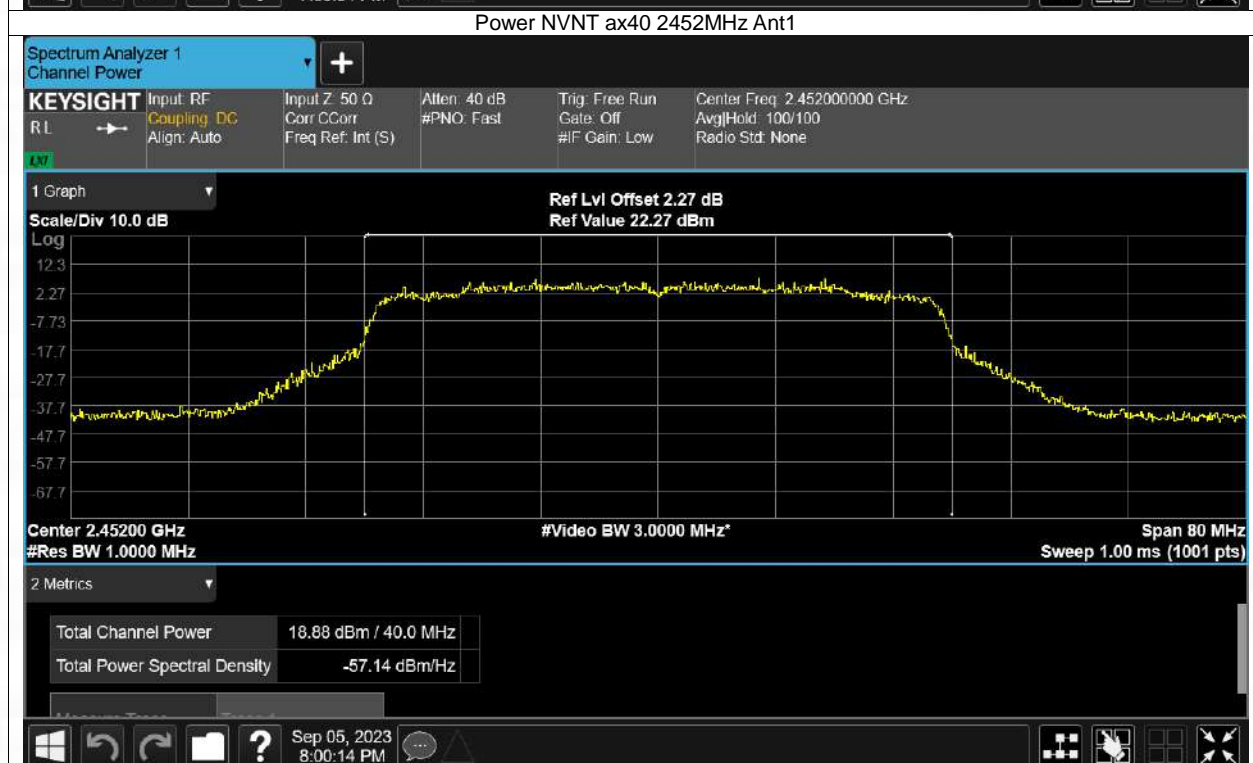 Power NVNT ax40 2452MHz Ant1
Spectrum Analyzer 1
Channel Power
+
KEYSIGHT
RL
LXI
Input: RF
Coupling: DC
Align: Auto
Input Z: 50 Ω
Corr CCorr
Freq Ref: Int (S)
Atten: 40 dB
#PNO: Fast
Trig: Free Run
Gate: Off
#IF Gain: Low
Center Freq: 2.452000000 GHz
Avg|Hold: 100/100
Radio Std: None
1 Graph
Scale/Div 10.0 dB
Ref Lvl Offset 2.27 dB
Ref Value 22.27 dBm
Log
12.3
2.27
-7.73
-17.7
-27.7
-37.7
-47.7
-57.7
-67.7
Center 2.45200 GHz
#Res BW 1.0000 MHz
#Video BW 3.0000 MHz*
Span 80 MHz
Sweep 1.00 ms (1001 pts)
2 Metrics
Total Channel Power 18.88 dBm / 40.0 MHz
Total Power Spectral Density -57.14 dBm/Hz
?
Sep 05, 2023
8:00:14 PM